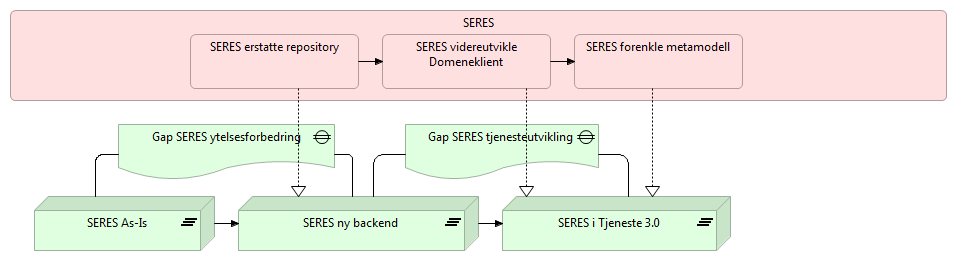 SERES
SERES erstatte repository
SERES videreutvikle
Domeneklient
SERES forenkle metamodell
Gap SERES ytelsesforbedring
Gap SERES tjenesteutvikling
SERES As-Is
SERES ny backend
SERES i Tjeneste 3.0